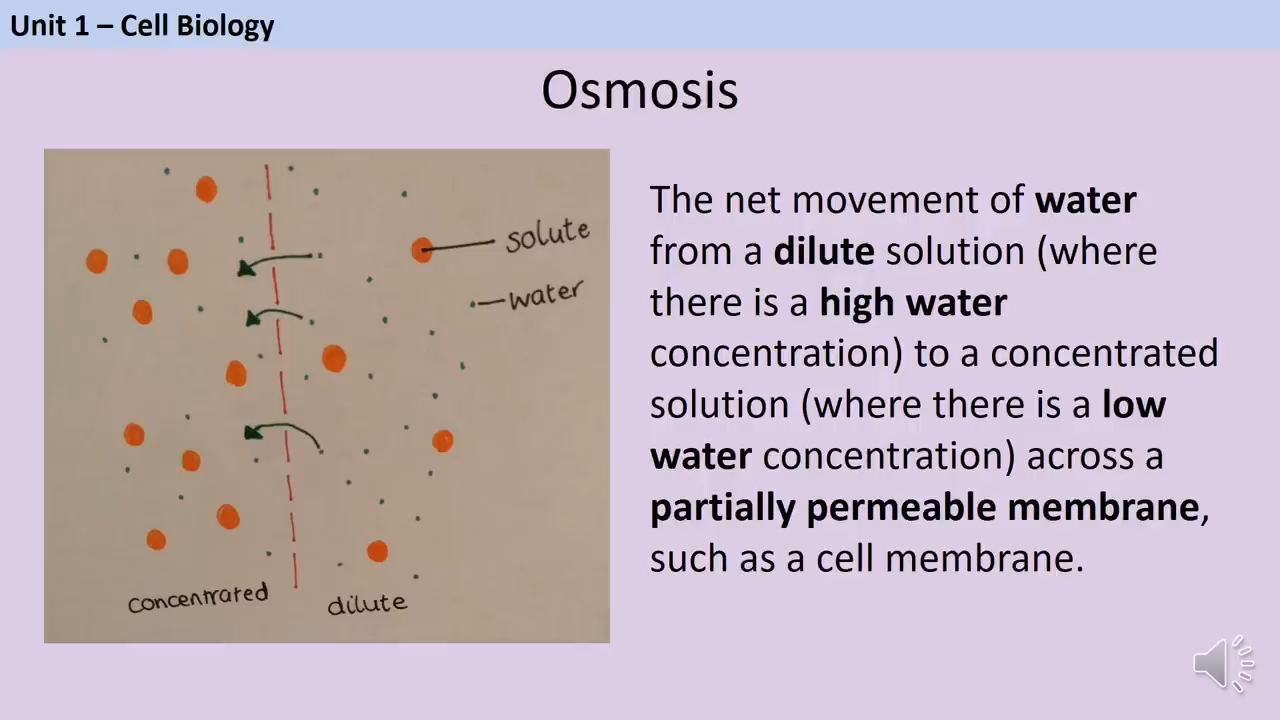 Unit 1 – Cell Biology
Osmosis
solute
water
concentrated
dilute
The net movement of water
from a dilute solution (where
there is a high water
concentration) to a concentrated
solution (where there is a low
water concentration) across a
partially permeable membrane,
such as a cell membrane.